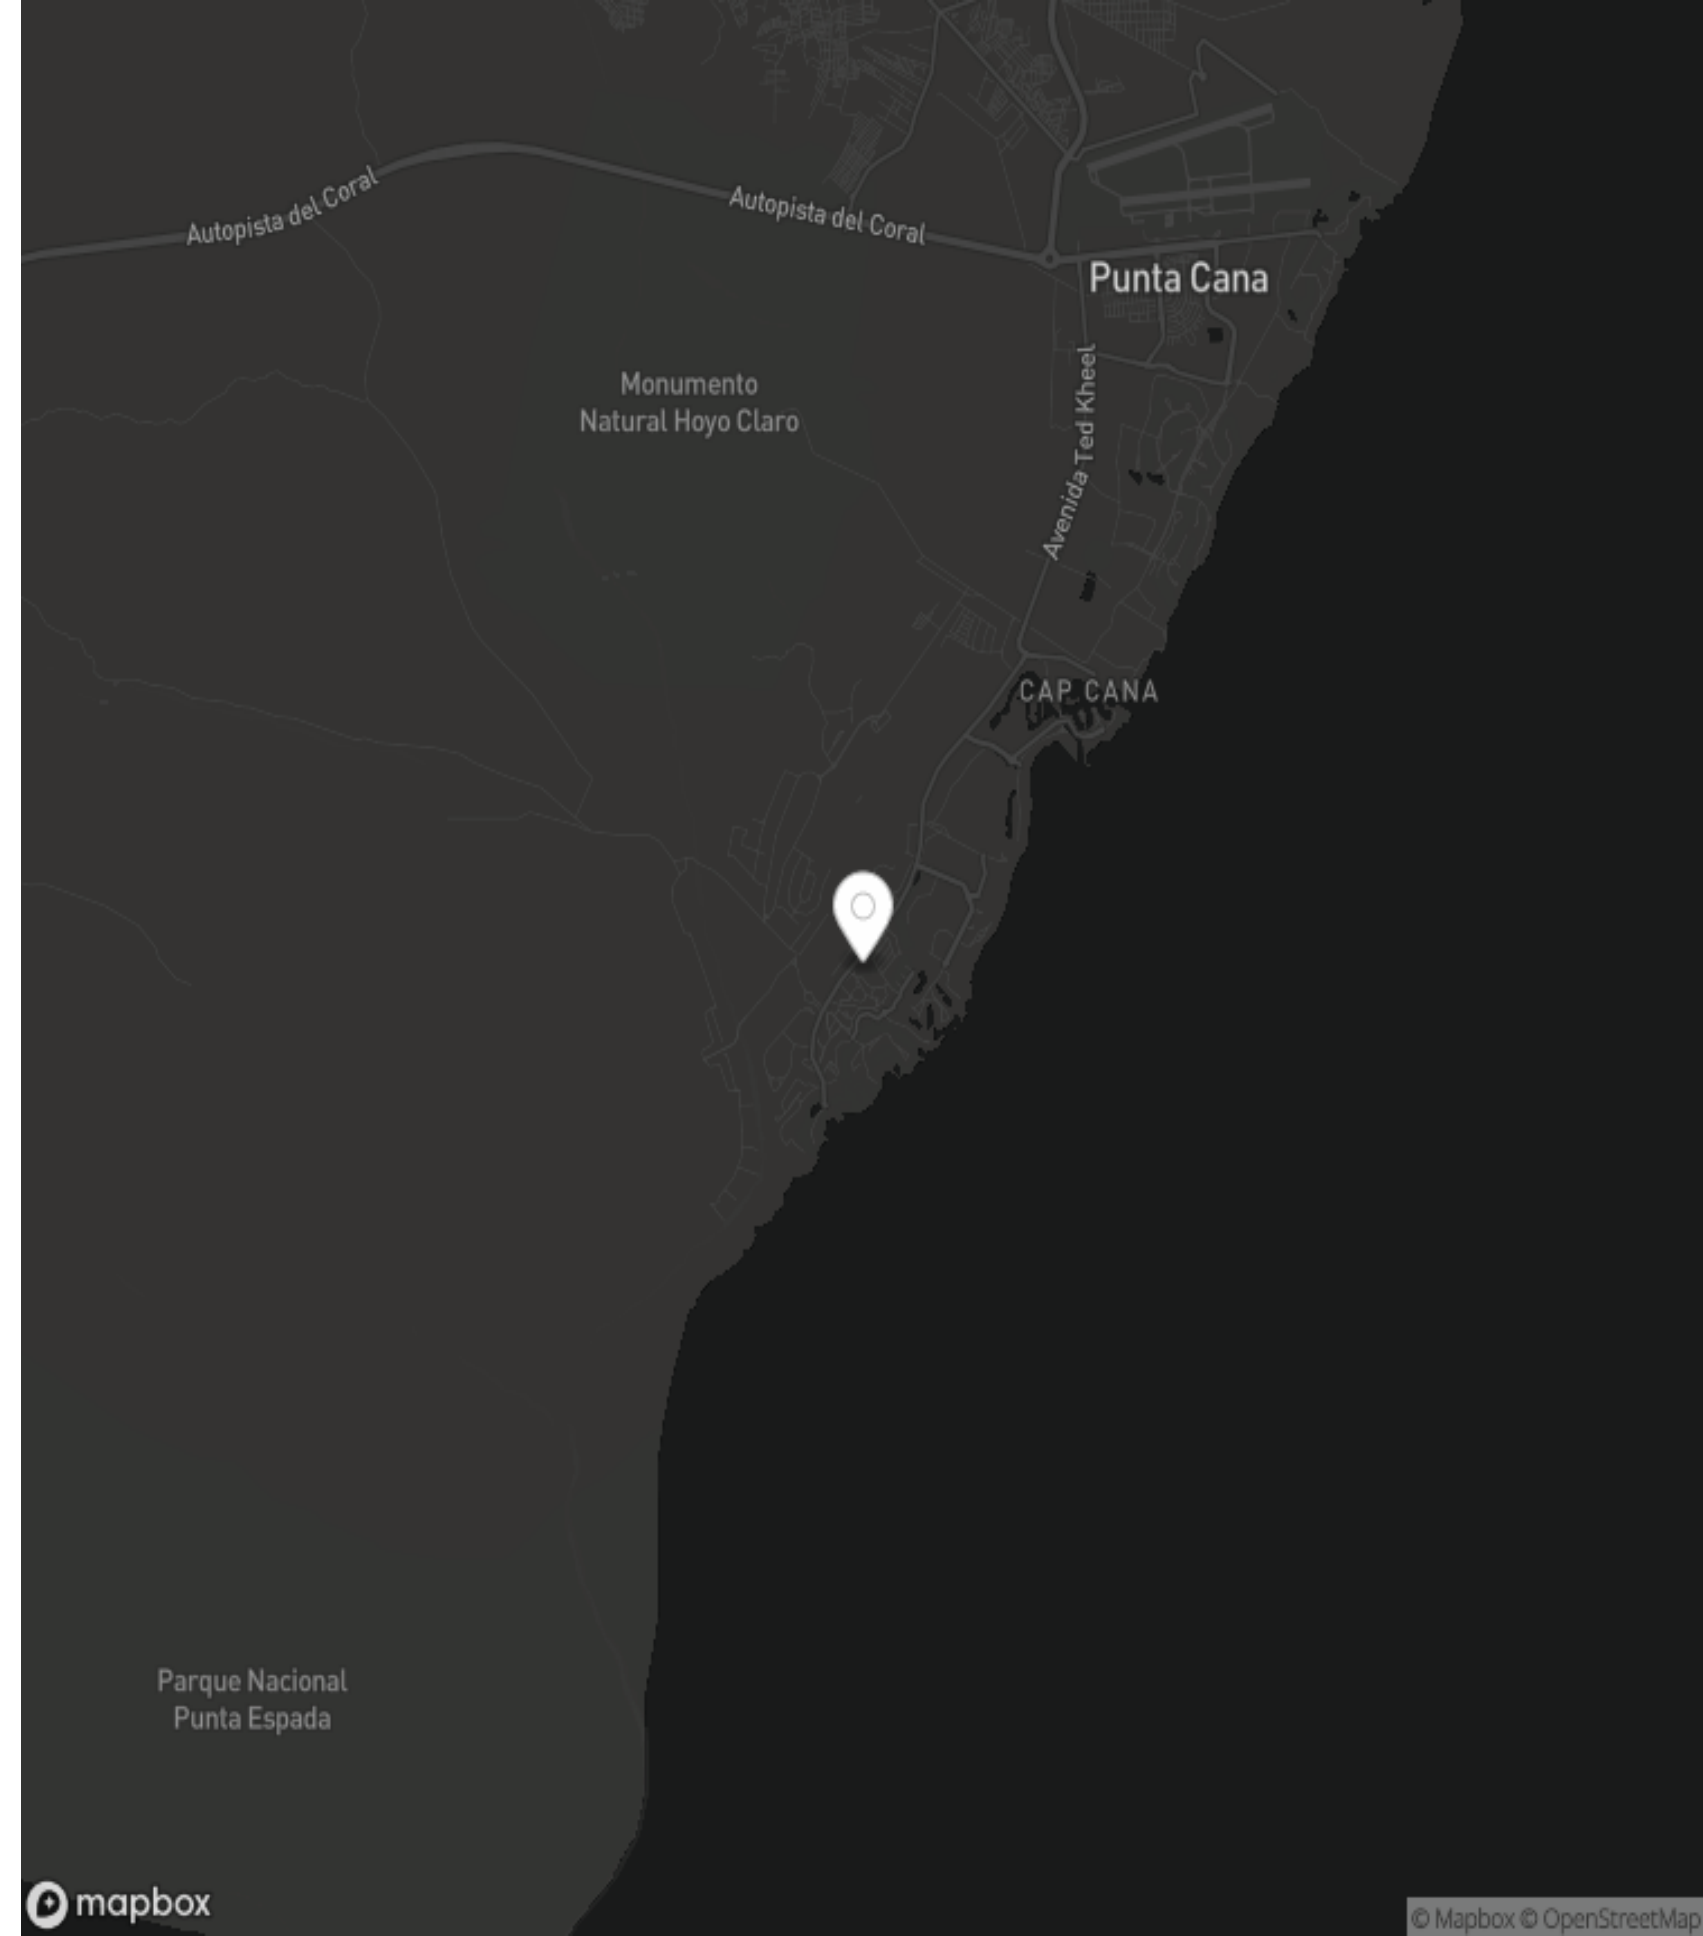 Autopista del Coral
Autopista del Coral
Punta Cana
Monumento
Natural Hoyo Claro
Avenida Ted Kheel
CAP CANA
Parque Nacional
Punta Espada
mapbox
© Mapbox © OpenStreetMap